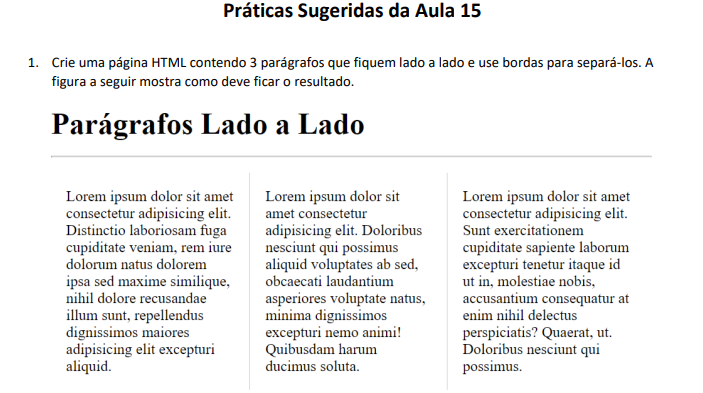 Práticas Sugeridas da Aula 15
1. Crie uma página HTML contendo 3 parágrafos que fiquem lado a lado e use bordas para separá-los. A
figura a seguir mostra como deve ficar o resultado.
Parágrafos Lado a Lado
Lorem ipsum dolor sit amet
consectetur adipisicing elit.
Distinctio laboriosam fuga
cupiditate veniam, rem iure
dolorum natus dolorem
ipsa sed maxime similique,
nihil dolore recusandae
illum sunt, repellendus
dignissimos maiores
adipisicing elit excepturi
aliquid.
Lorem ipsum dolor sit
amet consectetur
adipisicing elit. Doloribus
nesciunt qui possimus
aliquid voluptates ab sed,
obcaecati laudantium
asperiores voluptate natus,
minima dignissimos
excepturi nemo animi!
Quibusdam harum
ducimus soluta.
Lorem ipsum dolor sit amet
consectetur adipisicing elit.
Sunt exercitationem
cupiditate sapiente laborum
excepturi tenetur itaque id
ut in, molestiae nobis,
accusantium consequatur at
enim nihil delectus
perspiciatis? Quaerat, ut.
Doloribus nesciunt qui
possimus.